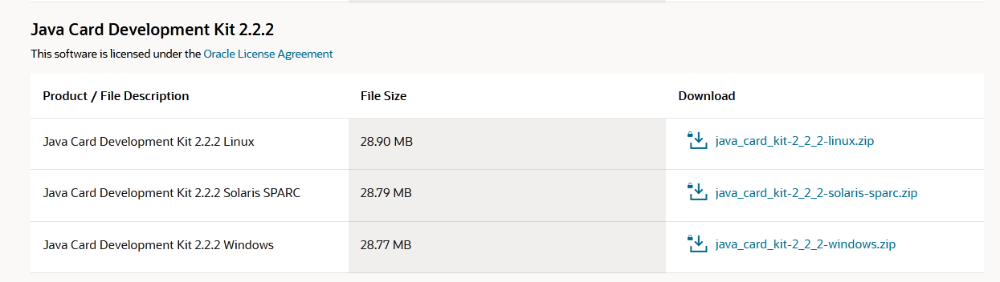 Java Card Development Kit 2.2.2
This software is licensed under the Oracle License Agreement
Product / File Description File Size Download
Java Card Development Kit 2.2.2 Linux 28.90 MB java_card_kit-2_2_2-linux.zip
Java Card Development Kit 2.2.2 Solaris SPARC 28.79 MB java_card_kit-2_2_2-solaris-sparc.zip
Java Card Development Kit 2.2.2 Windows 28.77 MB java_card_kit-2_2_2-windows.zip